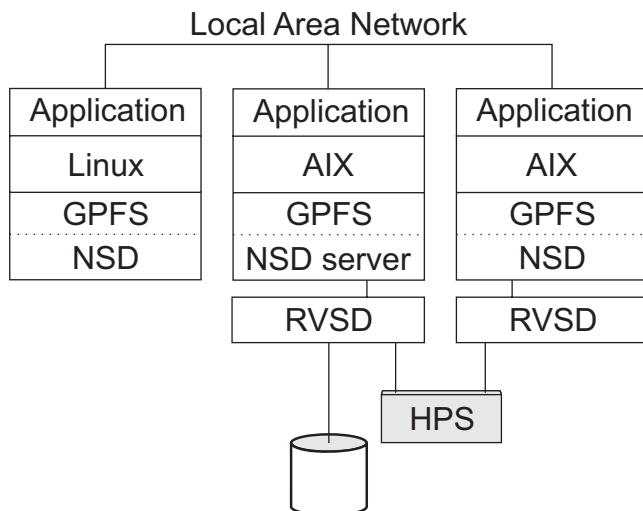 Local Area Network
Application
Linux
GPFS
NSD
Application
AIX
GPFS
NSD server
RVSD
Application
AIX
GPFS
NSD
RVSD
HPS